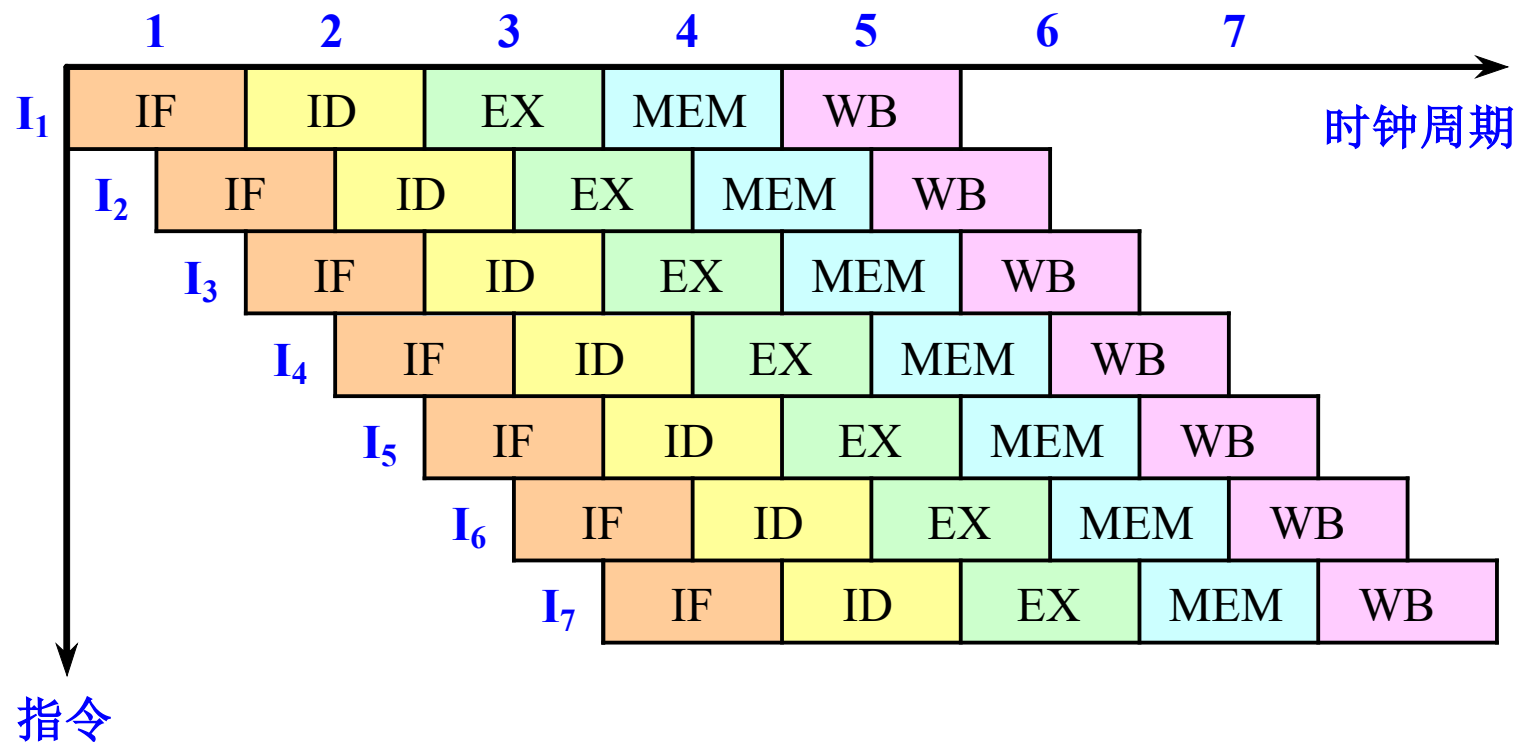 1 2 3 4 5 6 7
I₁ IF ID EX MEM WB 时钟周期
I₂ IF ID EX MEM WB
I₃ IF ID EX MEM WB
I₄ IF ID EX MEM WB
I₅ IF ID EX MEM WB
I₆ IF ID EX MEM WB
I₇ IF ID EX MEM WB
指令